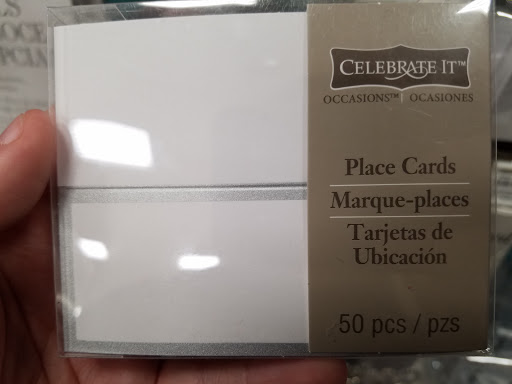 CELEBRATE IT™
OCCASIONS™ | OCASIONES
Place Cards
Marque-places
Tarjetas de
Ubicación
50 pcs / pzs